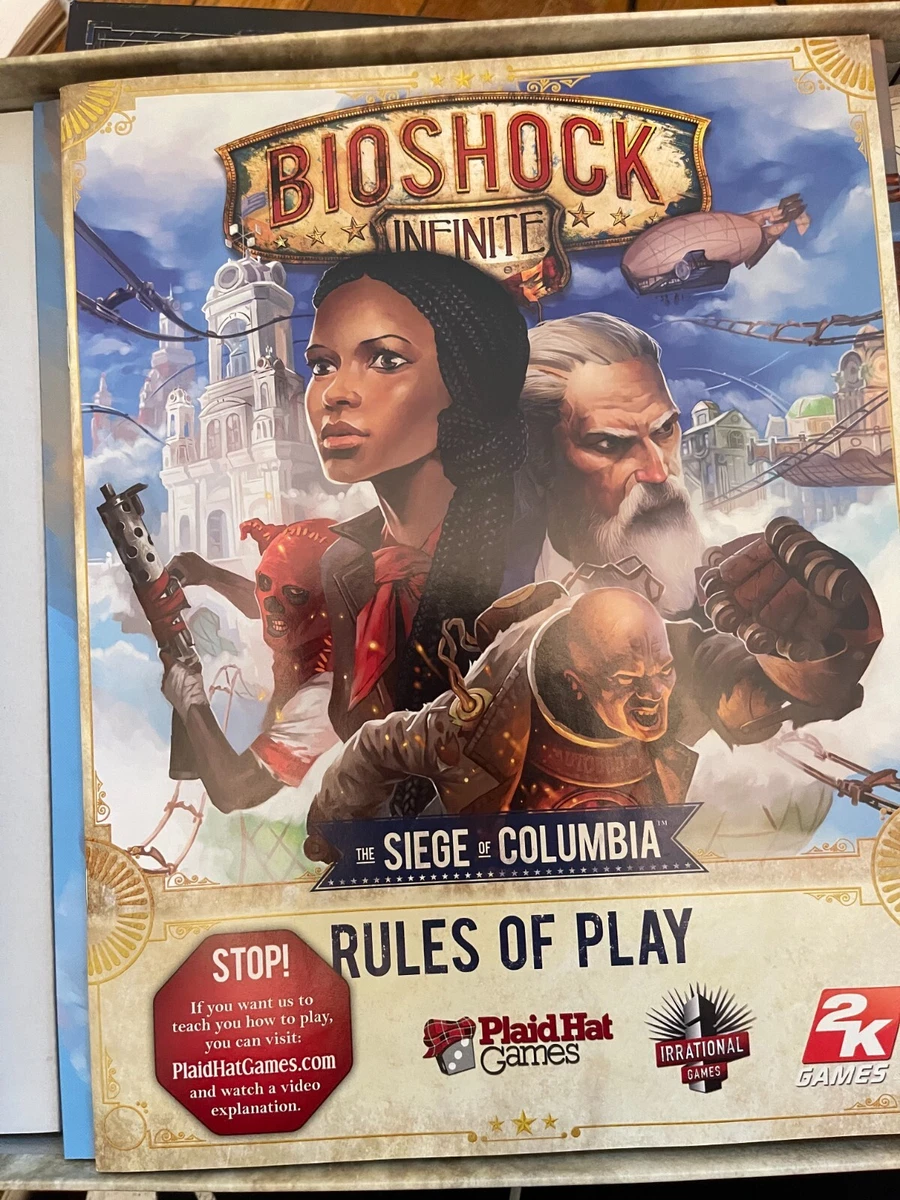 BIOSHOCK
INFINITE
THE SIEGE OF COLUMBIA™
RULES OF PLAY
STOP!
If you want us to
teach you how to play,
you can visit:
PlaidHatGames.com
and watch a video
explanation.
Plaid Hat
Games
IRRATIONAL
GAMES
2K
GAMES